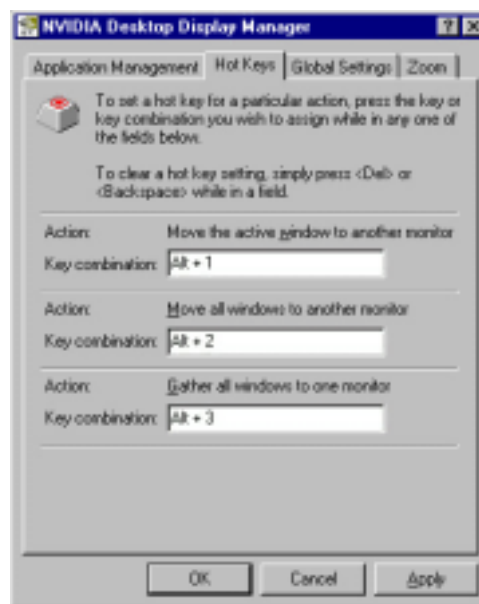 NVIDIA Desktop Display Manager
Application Management Hot Keys Global Settings Zoom
To set a hot key for a particular action, press the key or
key combination you wish to assign while in any one of
the fields below.
To clear a hot key setting, simply press <Del> or
<Backspace> while in a field.
Action: Move the active window to another monitor
Key combination: Alt + 1
Action: Move all windows to another monitor
Key combination: Alt + 2
Action: Gather all windows to one monitor
Key combination: Alt + 3
OK Cancel Apply